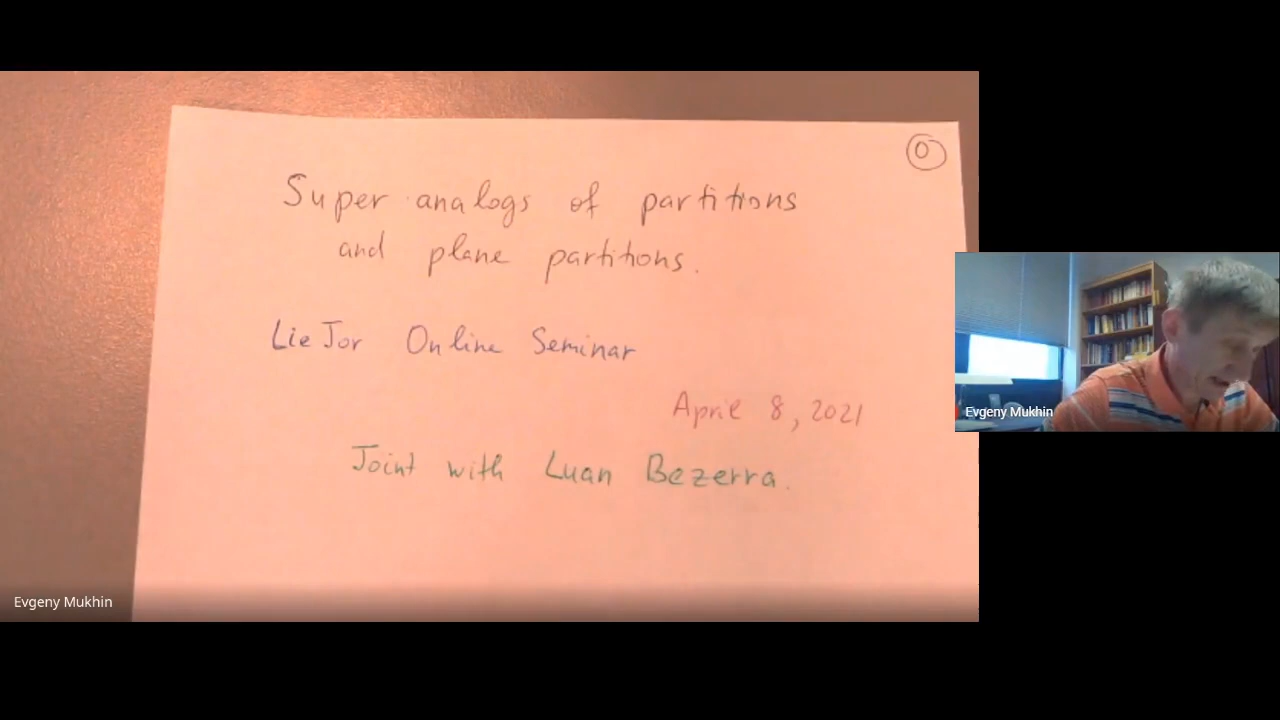 0
Super analogs of partitions
and plane partitions.
Lie Jor Online Seminar
April 8, 2021
Joint with Luan Bezerra.
Evgeny Mukhin
Evgeny Mukhin